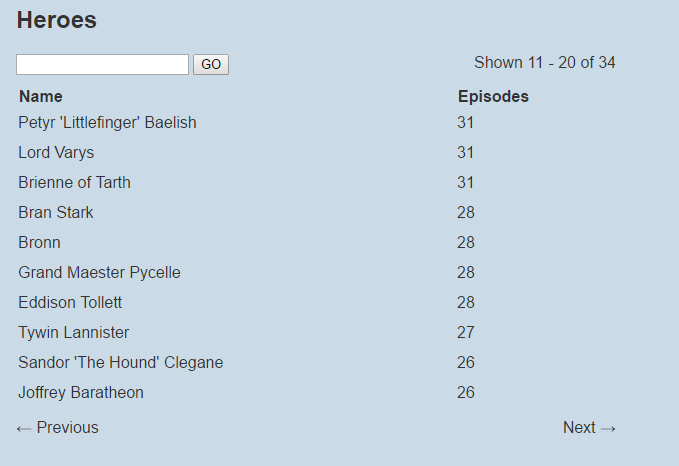 Heroes
GO Shown 11 - 20 of 34
Name Episodes
Petyr 'Littlefinger' Baelish 31
Lord Varys 31
Brienne of Tarth 31
Bran Stark 28
Bronn 28
Grand Maester Pycelle 28
Eddison Tollett 28
Tywin Lannister 27
Sandor 'The Hound' Clegane 26
Joffrey Baratheon 26
← Previous Next →